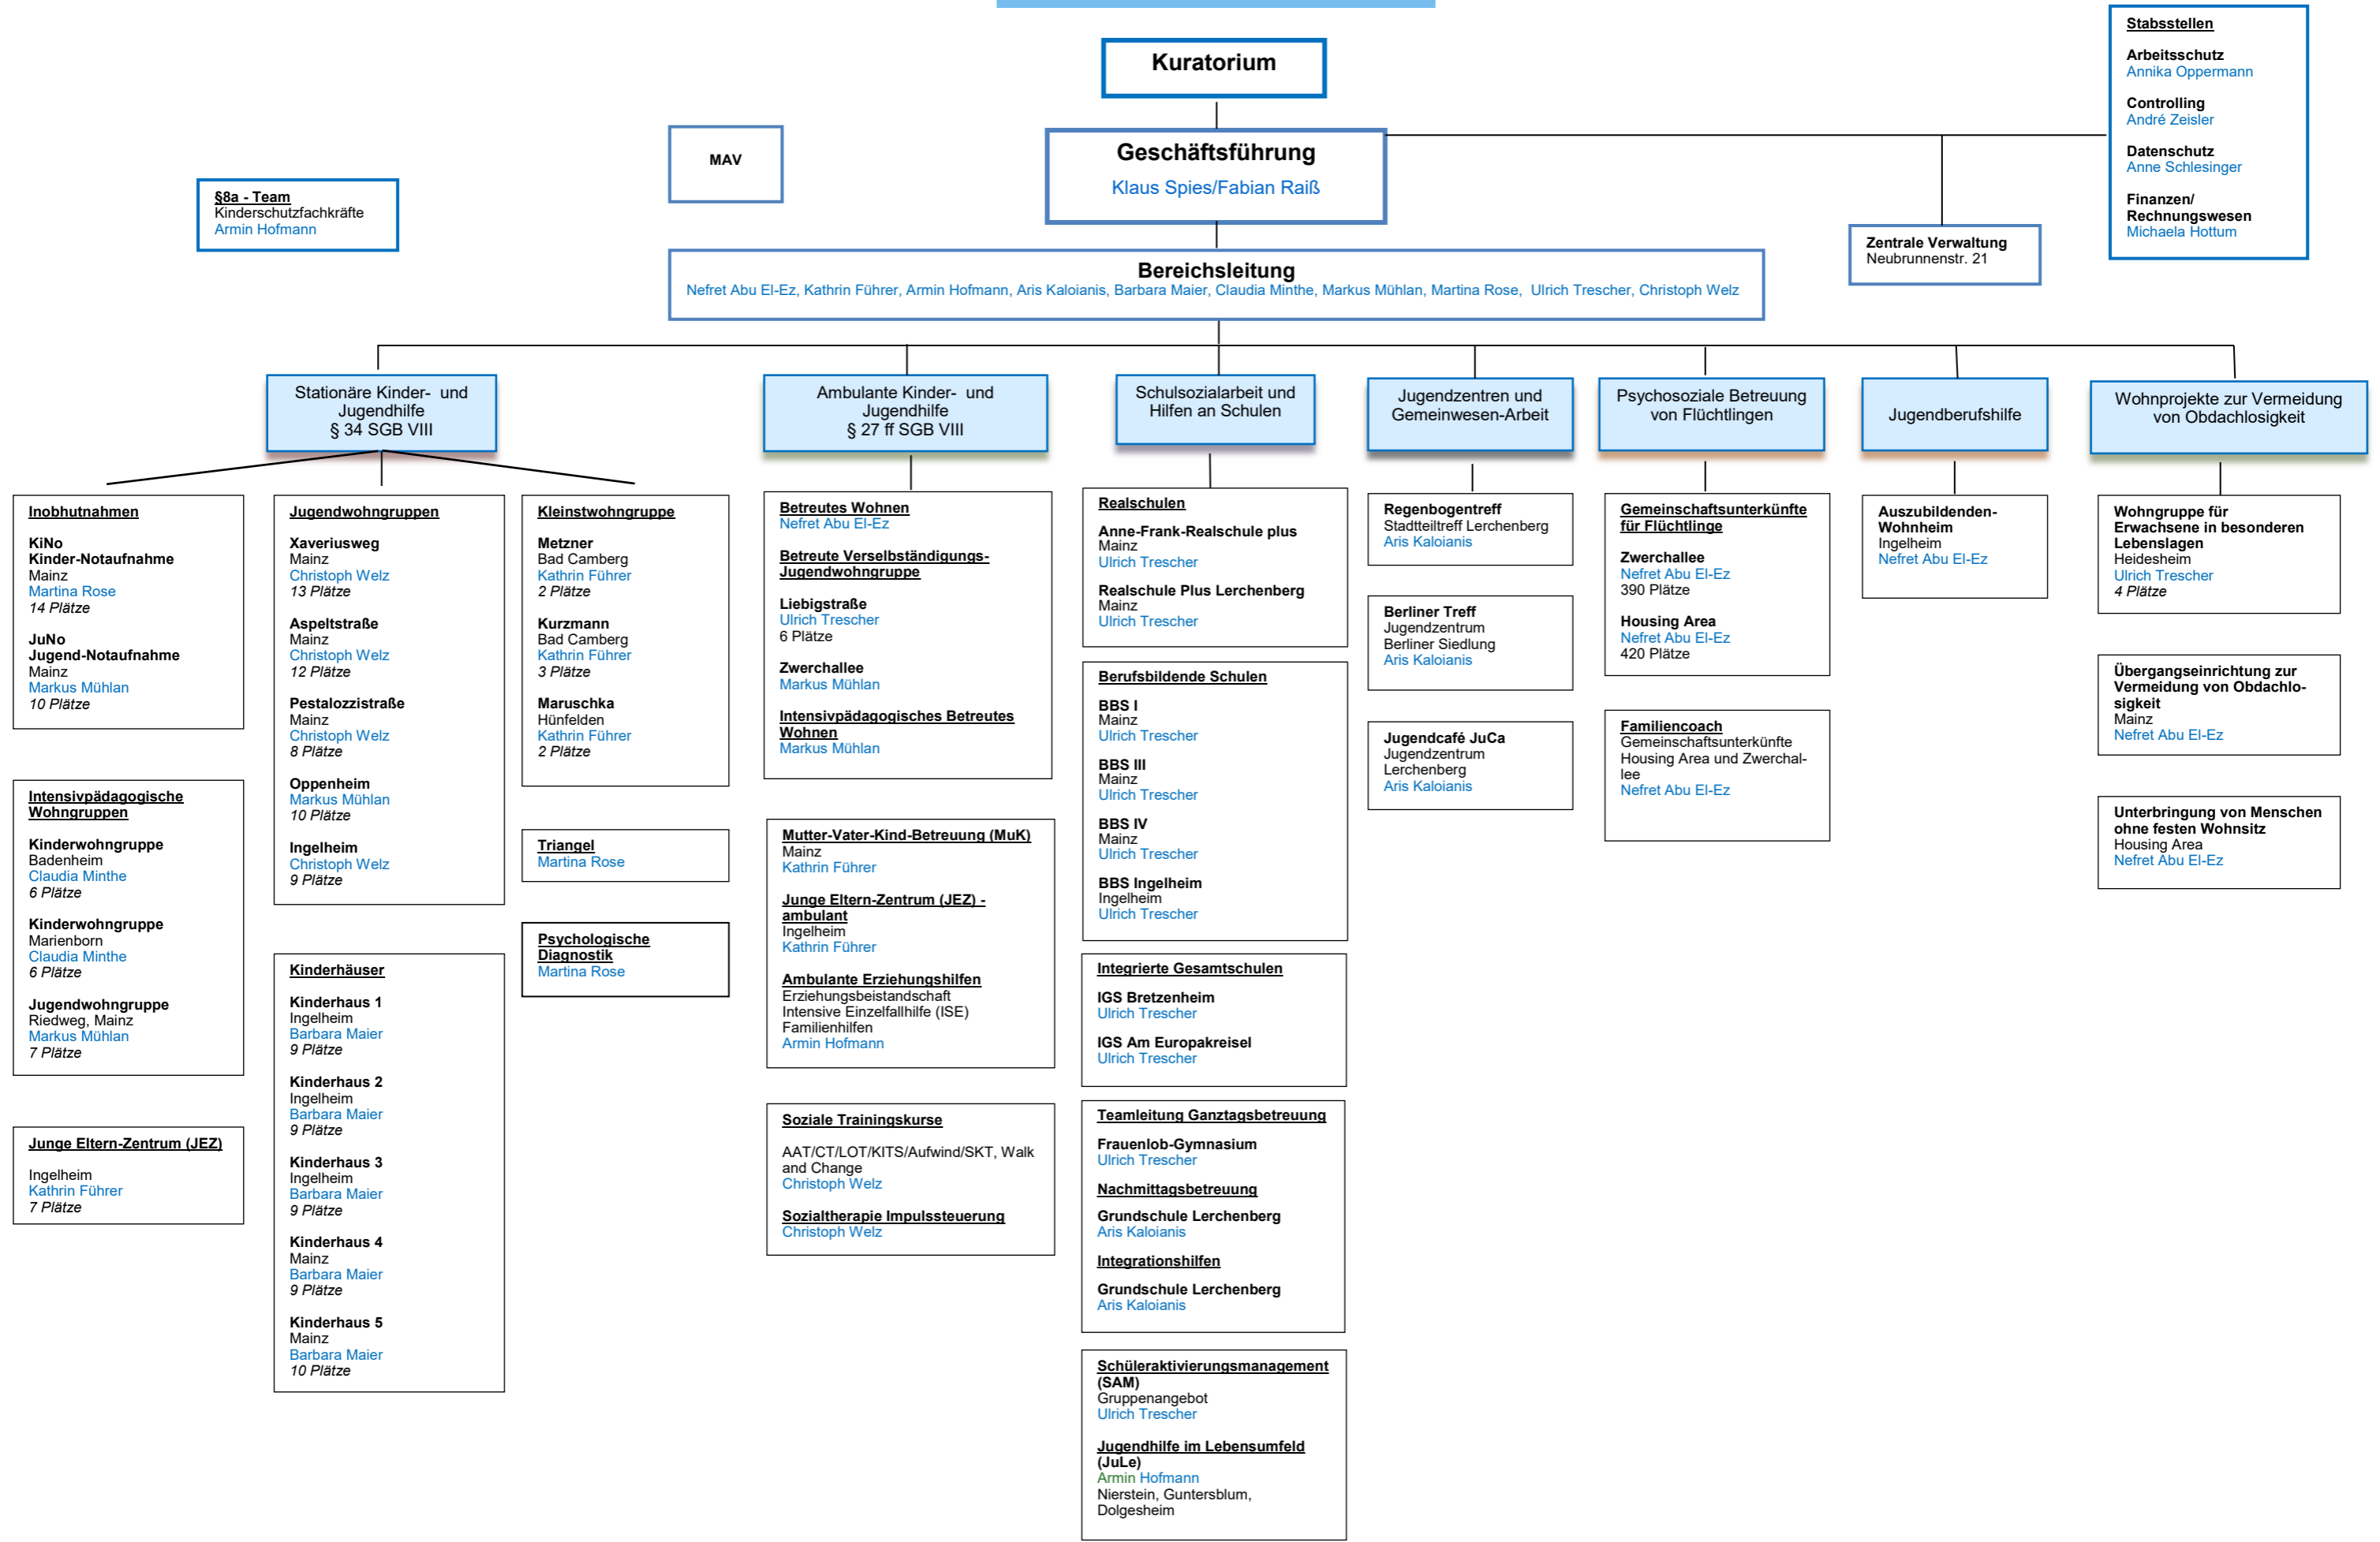 Kuratorium
Geschäftsführung
Klaus Spies/Fabian Raiß
MAV
§8a - Team
Kinderschutzfachkräfte
Armin Hofmann
Stabsstellen
Arbeitsschutz
Annika Oppermann
Controlling
André Zeisler
Datenschutz
Anne Schlesinger
Finanzen/
Rechnungswesen
Michaela Hottum
Zentrale Verwaltung
Neubrunnenstr. 21
Bereichsleitung
Nefret Abu El-Ez, Kathrin Führer, Armin Hofmann, Aris Kaloianis, Barbara Maier, Claudia Minthe, Markus Mühlan, Martina Rose, Ulrich Trescher, Christoph Welz
Stationäre Kinder- und
Jugendhilfe
§ 34 SGB VIII
Inobhutnahmen
KiNo
Kinder-Notaufnahme
Mainz
Martina Rose
14 Plätze
JuNo
Jugend-Notaufnahme
Mainz
Markus Mühlan
10 Plätze
Intensivpädagogische
Wohngruppen
Kinderwohngruppe
Badenheim
Claudia Minthe
6 Plätze
Kinderwohngruppe
Marienborn
Claudia Minthe
6 Plätze
Jugendwohngruppe
Riedweg, Mainz
Markus Mühlan
7 Plätze
Junge Eltern-Zentrum (JEZ)
Ingelheim
Kathrin Führer
7 Plätze
Jugendwohngruppen
Xaveriusweg
Mainz
Christoph Welz
13 Plätze
Aspeltstraße
Mainz
Christoph Welz
12 Plätze
Pestalozzistraße
Mainz
Christoph Welz
8 Plätze
Oppenheim
Markus Mühlan
10 Plätze
Ingelheim
Christoph Welz
9 Plätze
Kinderhäuser
Kinderhaus 1
Ingelheim
Barbara Maier
9 Plätze
Kinderhaus 2
Ingelheim
Barbara Maier
9 Plätze
Kinderhaus 3
Ingelheim
Barbara Maier
9 Plätze
Kinderhaus 4
Mainz
Barbara Maier
9 Plätze
Kinderhaus 5
Mainz
Barbara Maier
10 Plätze
Kleinstwohngruppe
Metzner
Bad Camberg
Kathrin Führer
2 Plätze
Kurzmann
Bad Camberg
Kathrin Führer
3 Plätze
Maruschka
Hünfelden
Kathrin Führer
2 Plätze
Triangel
Martina Rose
Psychologische
Diagnostik
Martina Rose
Ambulante Kinder- und
Jugendhilfe
§ 27 ff SGB VIII
Betreutes Wohnen
Nefret Abu El-Ez
Betreute Verselbständigungs-
Jugendwohngruppe
Liebigstraße
Ulrich Trescher
6 Plätze
Zwerchallee
Markus Mühlan
Intensivpädagogisches Betreutes
Wohnen
Markus Mühlan
Mutter-Vater-Kind-Betreuung (MuK)
Mainz
Kathrin Führer
Junge Eltern-Zentrum (JEZ) -
ambulant
Ingelheim
Kathrin Führer
Ambulante Erziehungshilfen
Erziehungsbeistandschaft
Intensive Einzelfallhilfe (ISE)
Familienhilfen
Armin Hofmann
Soziale Trainingskurse
AAT/CT/LOT/KITS/Aufwind/SKT, Walk
and Change
Christoph Welz
Sozialtherapie Impulssteuerung
Christoph Welz
Schulsozialarbeit und
Hilfen an Schulen
Realschulen
Anne-Frank-Realschule plus
Mainz
Ulrich Trescher
Realschule Plus Lerchenberg
Mainz
Ulrich Trescher
Berufsbildende Schulen
BBS I
Mainz
Ulrich Trescher
BBS III
Mainz
Ulrich Trescher
BBS IV
Mainz
Ulrich Trescher
BBS Ingelheim
Ingelheim
Ulrich Trescher
Integrierte Gesamtschulen
IGS Bretzenheim
Ulrich Trescher
IGS Am Europakreisel
Ulrich Trescher
Teamleitung Ganztagsbetreuung
Frauenlob-Gymnasium
Ulrich Trescher
Nachmittagsbetreuung
Grundschule Lerchenberg
Aris Kaloianis
Integrationshilfen
Grundschule Lerchenberg
Aris Kaloianis
Schüleraktivierungsmanagement
(SAM)
Gruppenangebot
Ulrich Trescher
Jugendhilfe im Lebensumfeld
(JuLe)
Armin Hofmann
Nierstein, Guntersblum,
Dolgesheim
Jugendzentren und
Gemeinwesen-Arbeit
Regenbogentreff
Stadtteiltreff Lerchenberg
Aris Kaloianis
Berliner Treff
Jugendzentrum
Berliner Siedlung
Aris Kaloianis
Jugendcafé JuCa
Jugendzentrum
Lerchenberg
Aris Kaloianis
Psychosoziale Betreuung
von Flüchtlingen
Gemeinschaftsunterkünfte
für Flüchtlinge
Zwerchallee
Nefret Abu El-Ez
390 Plätze
Housing Area
Nefret Abu El-Ez
420 Plätze
Familiencoach
Gemeinschaftsunterkünfte
Housing Area und Zwerchal-
lee
Nefret Abu El-Ez
Jugendberufshilfe
Auszubildenden-
Wohnheim
Ingelheim
Nefret Abu El-Ez
Wohnprojekte zur Vermeidung
von Obdachlosigkeit
Wohngruppe für
Erwachsene in besonderen
Lebenslagen
Heidesheim
Ulrich Trescher
4 Plätze
Übergangseinrichtung zur
Vermeidung von Obdachlo-
sigkeit
Mainz
Nefret Abu El-Ez
Unterbringung von Menschen
ohne festen Wohnsitz
Housing Area
Nefret Abu El-Ez